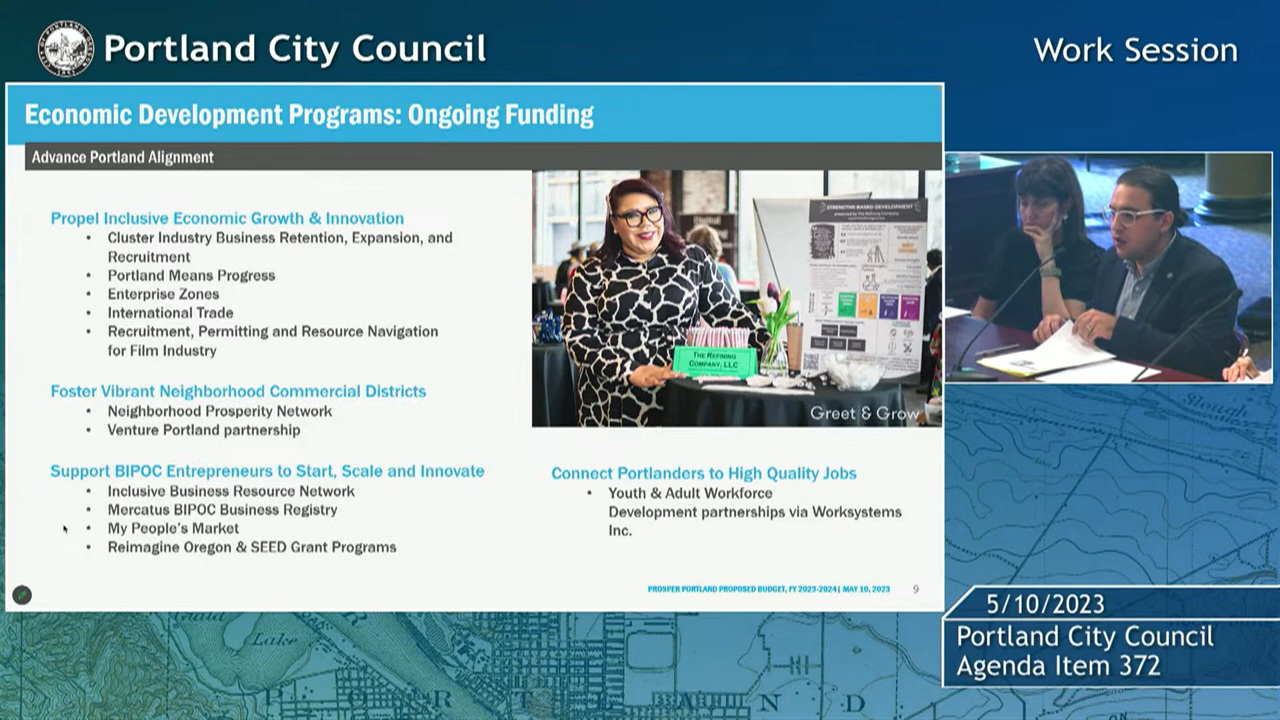 Portland City Council
Work Session
Economic Development Programs: Ongoing Funding
Advance Portland Alignment
Propel Inclusive Economic Growth & Innovation
• Cluster Industry Business Retention, Expansion, and
Recruitment
• Portland Means Progress
• Enterprise Zones
• International Trade
• Recruitment, Permitting and Resource Navigation
for Film Industry
Foster Vibrant Neighborhood Commercial Districts
• Neighborhood Prosperity Network
• Venture Portland partnership
Support BIPOC Entrepreneurs to Start, Scale and Innovate
• Inclusive Business Resource Network
• Mercatus BIPOC Business Registry
• My People's Market
• Reimagine Oregon & SEED Grant Programs
STRENGTHS-BASED DEVELOPMENT
THE REFINING
COMPANY, LLC
Greet & Grow
Connect Portlanders to High Quality Jobs
• Youth & Adult Workforce
Development partnerships via Worksystems
Inc.
PROSPER PORTLAND PROPOSED BUDGET, FY 2023-2024| MAY 10, 2023
9
Slough
5/10/2023
Portland City Council
Agenda Item 372
Guild
Lake